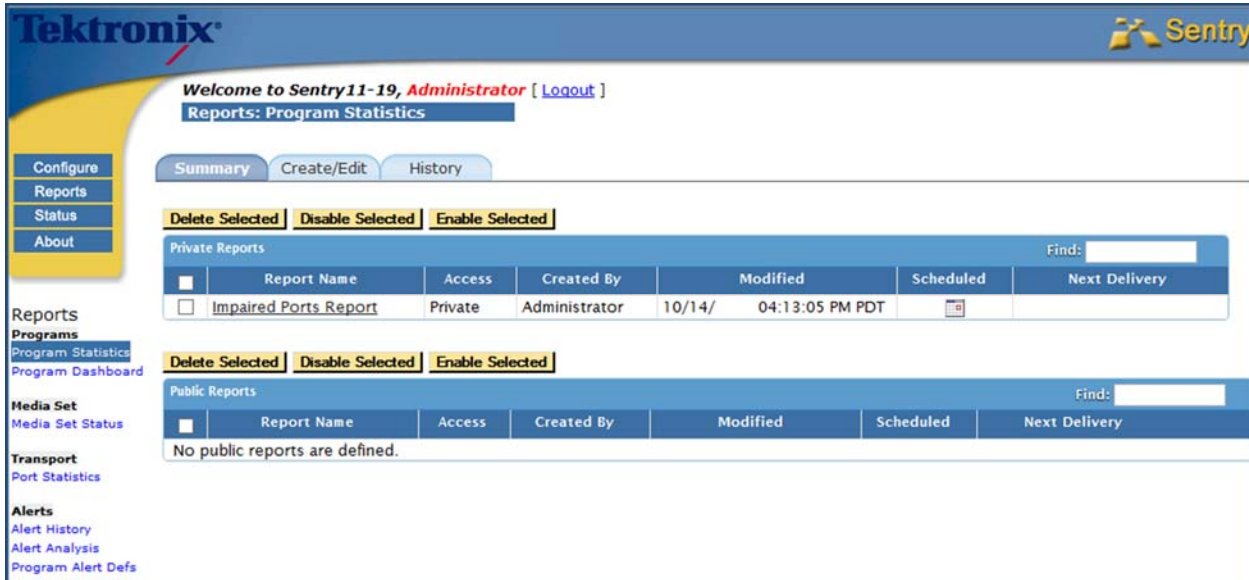 Tektronix
Sentry
Welcome to Sentry11-19, Administrator [ Logout ]
Reports: Program Statistics
Configure
Reports
Status
About
Summary Create/Edit History
Delete Selected Disable Selected Enable Selected
Private Reports Find:
Report Name Access Created By Modified Scheduled Next Delivery
Impaired Ports Report Private Administrator 10/14/ 04:13:05 PM PDT
Delete Selected Disable Selected Enable Selected
Public Reports Find:
Report Name Access Created By Modified Scheduled Next Delivery
No public reports are defined.
Reports
Programs
Program Statistics
Program Dashboard
Media Set
Media Set Status
Transport
Port Statistics
Alerts
Alert History
Alert Analysis
Program Alert Defs